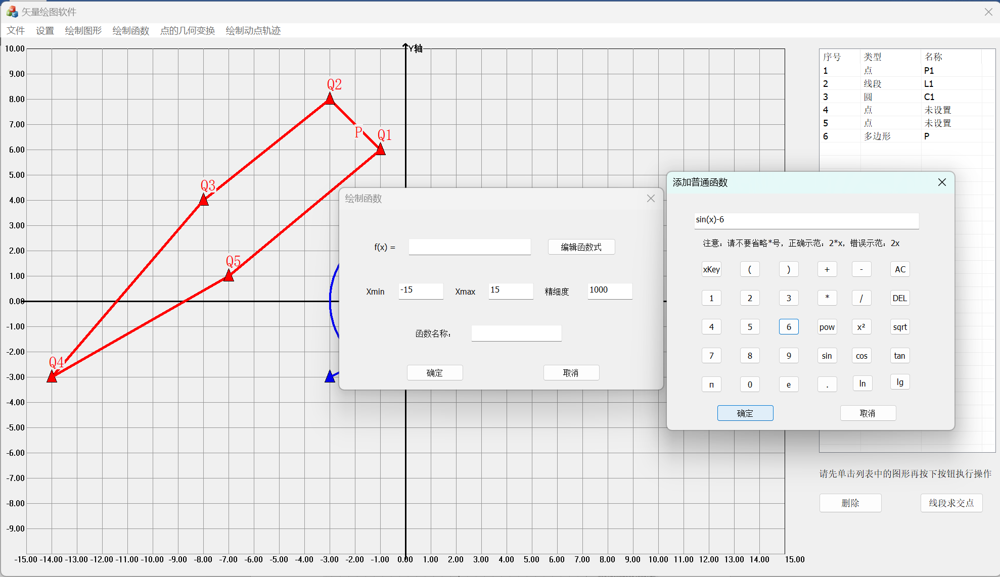 矢量绘图软件
文件 设置 绘制图形 绘制函数 点的几何变换 绘制动点轨迹
10.00
9.00
8.00
7.00
6.00
5.00
4.00
3.00
2.00
1.00
0.00
-1.00
-2.00
-3.00
-4.00
-5.00
-6.00
-7.00
-8.00
-9.00
-15.00 -14.00 -13.00 -12.00 -11.00 -10.00 -9.00 -8.00 -7.00 -6.00 -5.00 -4.00 -3.00 -2.00 -1.00 0.00 1.00 2.00 3.00 4.00 5.00 6.00 7.00 8.00 9.00 10.00 11.00 12.00 13.00 14.00 15.00
Y轴
Q2
P
Q1
Q3
Q5
Q4
绘制函数
f(x) = 编辑函数式
Xmin -15 Xmax 15 精细度 1000
函数名称:
确定 取消
序号 类型 名称
1 点 P1
2 线段 L1
3 圆 C1
4 点 未设置
5 点 未设置
6 多边形 P
添加普通函数
sin(x)-6
注意：请不要省略*号，正确示范：2*x，错误示范：2x
xKey ( ) + - AC
1 2 3 * / DEL
4 5 6 pow x² sqrt
7 8 9 sin cos tan
π 0 e . ln lg
确定 取消
请先单击列表中的图形再按下按钮执行操作
删除 线段求交点